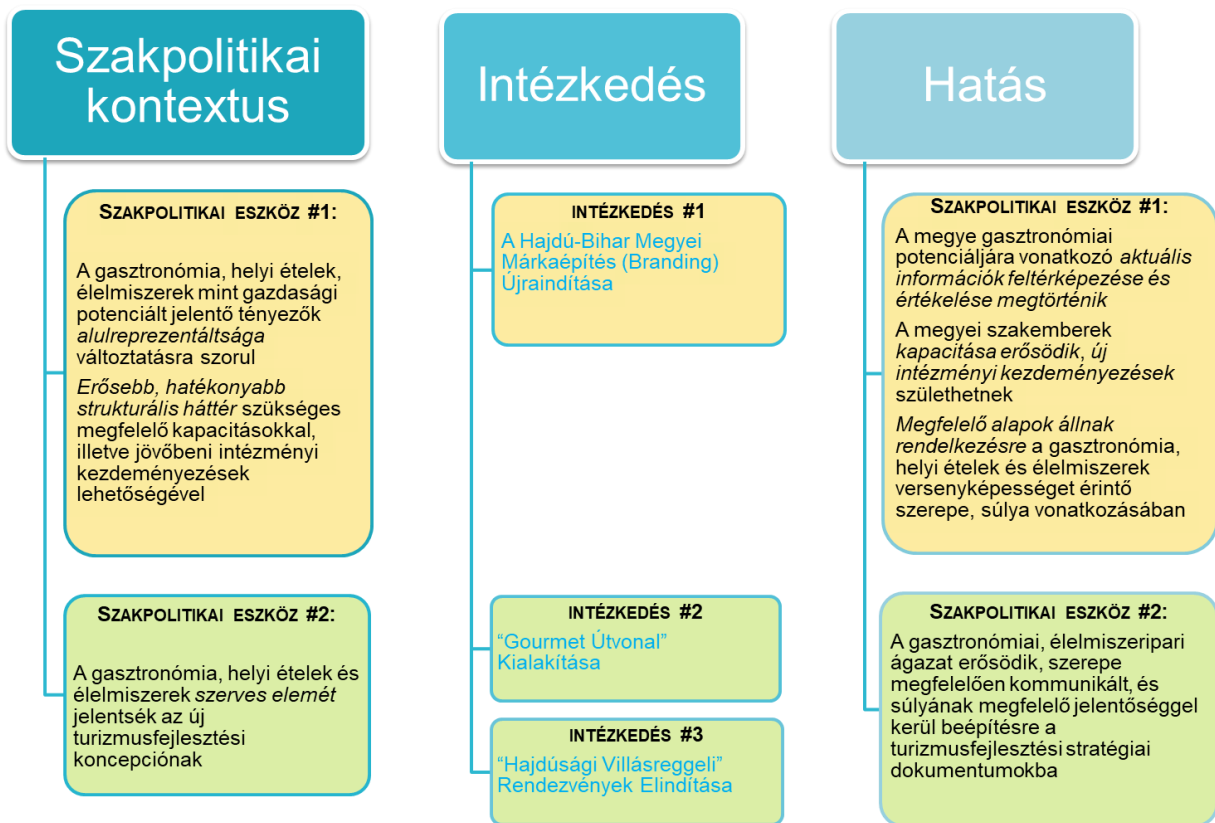 Szakpolitikai
kontextus
SZAKPOLITIKAI ESZKÖZ #1:
A gasztronómia, helyi ételek,
élelmiszerek mint gazdasági
potenciált jelentő tényezők
alulreprezentáltsága
változtatásra szorul
Erősebb, hatékonyabb
strukturális háttér szükséges
megfelelő kapacitásokkal,
illetve jövőbeni intézményi
kezdeményezések
lehetőségével
SZAKPOLITIKAI ESZKÖZ #2:
A gasztronómia, helyi ételek és
élelmiszerek szerves elemét
jelentsék az új
turizmusfejlesztési
koncepciónak
Intézkedés
INTÉZKEDÉS #1
A Hajdú-Bihar Megyei
Márkaépítés (Branding)
Újraindítása
INTÉZKEDÉS #2
“Gourmet Útvonal”
Kialakítása
INTÉZKEDÉS #3
“Hajdúsági Villásreggeli”
Rendezvények Elindítása
Hatás
SZAKPOLITIKAI ESZKÖZ #1:
A megye gasztronómiai
potenciáljára vonatkozó aktuális
információk feltérképezése és
értékelése megtörténik
A megyei szakemberek
kapacitása erősödik, új
intézményi kezdeményezések
születhetnek
Megfelelő alapok állnak
rendelkezésre a gasztronómia,
helyi ételek és élelmiszerek
versenyképességet érintő
szerepe, súlya vonatkozásában
SZAKPOLITIKAI ESZKÖZ #2:
A gasztronómiai, élelmiszeripari
ágazat erősödik, szerepe
megfelelően kommunikált, és
súlyának megfelelő jelentőséggel
kerül beépítésre a
turizmusfejlesztési stratégiai
dokumentumokba